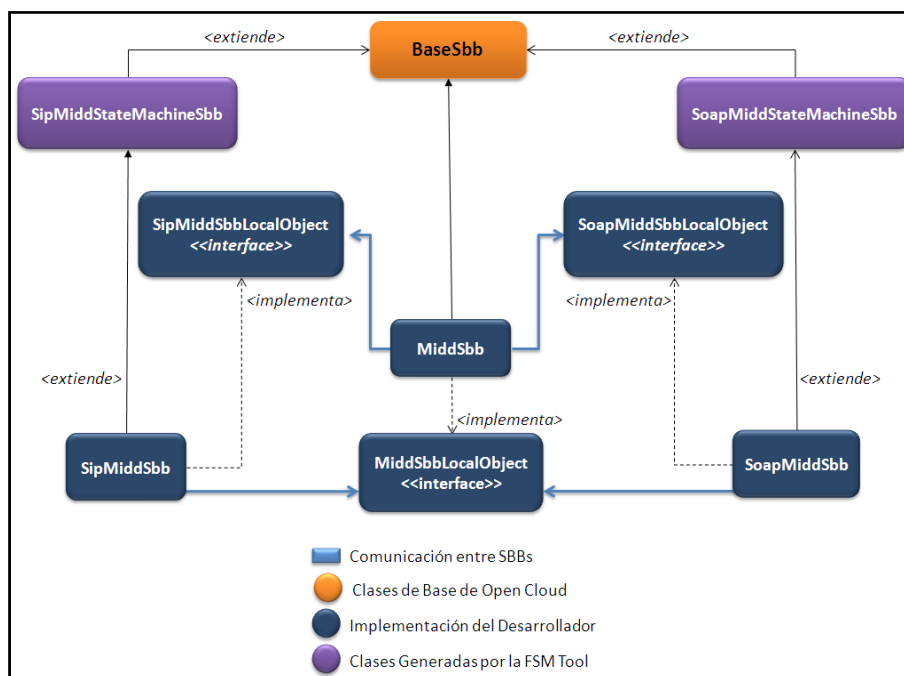 <extiende>
<extiende>
BaseSbb
SipMiddStateMachineSbb
SoapMiddStateMachineSbb
SipMiddSbbLocalObject
<<interface>>
SoapMiddSbbLocalObject
<<interface>>
<implementa>
<implementa>
MiddSbb
<extiende>
<extiende>
<implementa>
SipMiddSbb
MiddSbbLocalObject
<<interface>>
SoapMiddSbb
Comunicación entre SBBs
Clases de Base de Open Cloud
Implementación del Desarrollador
Clases Generadas por la FSM Tool